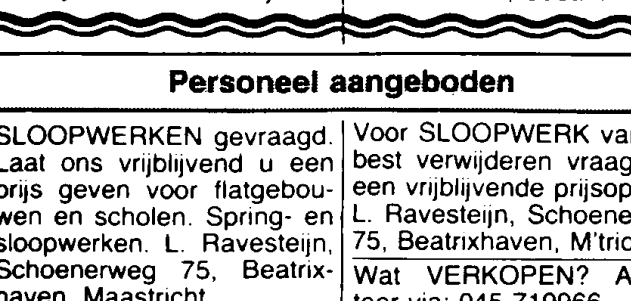 Personeel aangeboden
SLOOPWERKEN gevraagd.
Laat ons vrijblijvend u een
prijs geven voor flatgebou-
wen en scholen. Spring- en
sloopwerken. L. Ravesteijn,
Schoenerweg 75, Beatrix-
haven, Maastricht
Voor SLOOPWERK va
best verwijderen vraag
een vrijblijvende prijsop
L. Ravesteijn, Schoene
75, Beatrixhaven, M'tric
Wat VERKOPEN? A
teer via: 045-719966